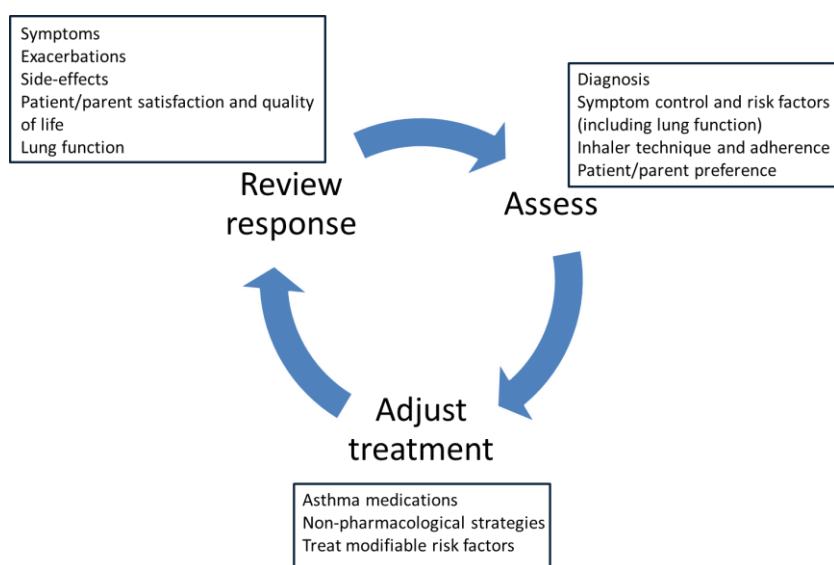 Symptoms
Exacerbations
Side-effects
Patient/parent satisfaction and quality
of life
Lung function
Diagnosis
Symptom control and risk factors
(including lung function)
Inhaler technique and adherence
Patient/parent preference
Review
response
Assess
Adjust
treatment
Asthma medications
Non-pharmacological strategies
Treat modifiable risk factors